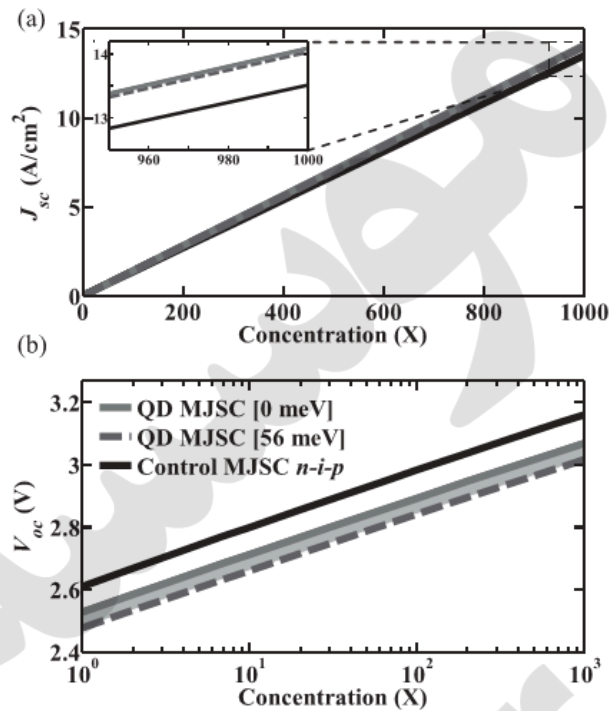 (a)
15
10
5
0
J_sc (A/cm²)
14
13
960 980 1000
0 200 400 600 800 1000
Concentration (X)
(b)
3.2
3
2.8
2.6
2.4
V_oc (V)
QD MJSC [0 meV]
QD MJSC [56 meV]
Control MJSC n-i-p
10⁰ 10¹ 10² 10³
Concentration (X)